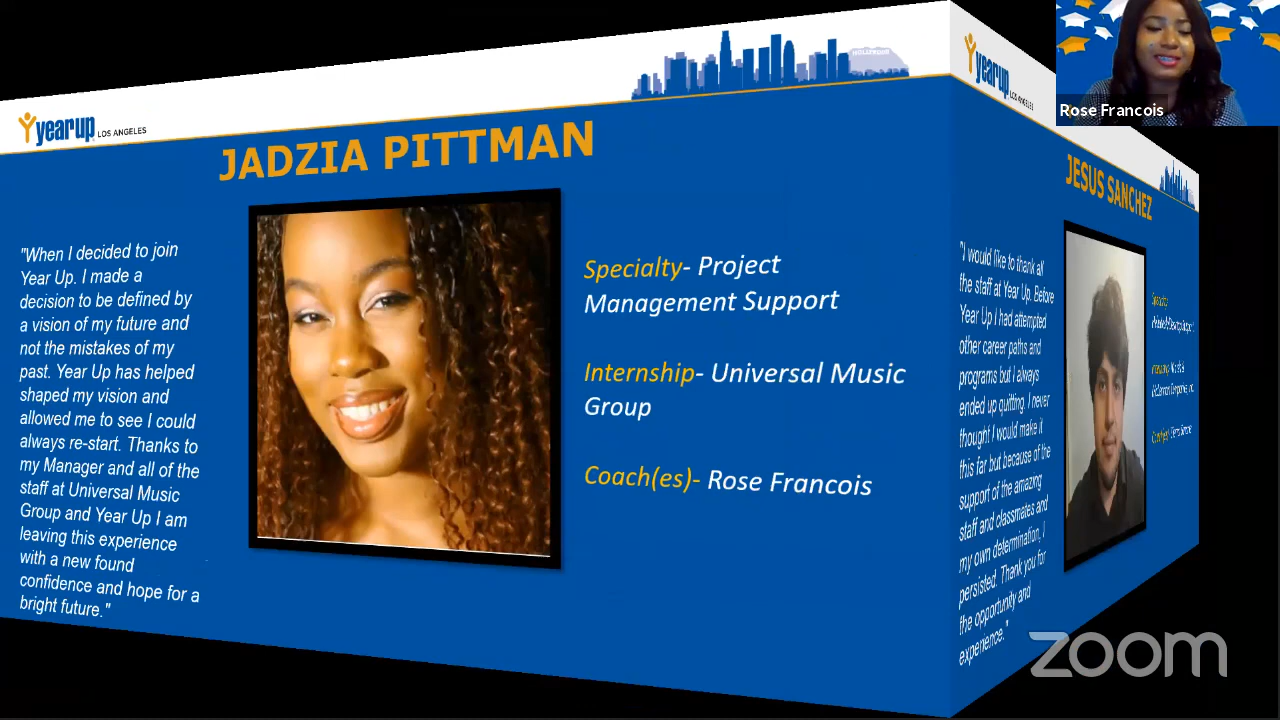 yearup LOS ANGELES
HOLLYWOOD
JADZIA PITTMAN
"When I decided to join
Year Up. I made a
decision to be defined by
a vision of my future and
not the mistakes of my
past. Year Up has helped
shaped my vision and
allowed me to see I could
always re-start. Thanks to
my Manager and all of the
staff at Universal Music
Group and Year Up I am
leaving this experience
with a new found
confidence and hope for a
bright future."
Specialty- Project
Management Support
Internship- Universal Music
Group
Coach(es)- Rose Francois
yearup LOS ANGELES
JESUS SANCHEZ
"I would like to thank all
the staff at Year Up. Before
Year Up I had attempted
other career paths and
programs but I always
ended up quitting. I never
thought I would make it
this far but because of the
support of the amazing
staff and classmates and
my own determination, I
persisted. Thank you for
the opportunity and
experience."
Rose Francois
zoom